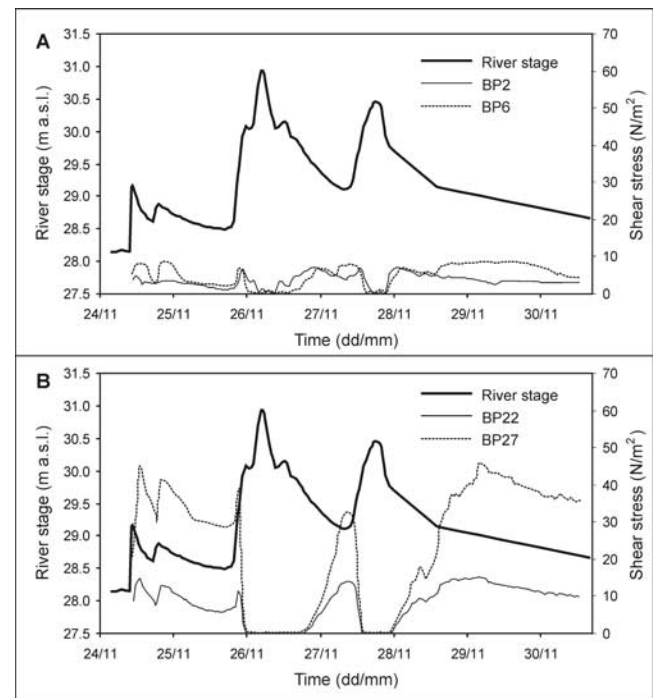 A
River stage
BP2
BP6
River stage (m a.s.l.)
31.5
31.0
30.5
30.0
29.5
29.0
28.5
28.0
27.5
Shear stress (N/m²)
70
60
50
40
30
20
10
0
24/11 25/11 26/11 27/11 28/11 29/11 30/11
Time (dd/mm)
B
River stage
BP22
BP27
River stage (m a.s.l.)
31.5
31.0
30.5
30.0
29.5
29.0
28.5
28.0
27.5
Shear stress (N/m²)
70
60
50
40
30
20
10
0
24/11 25/11 26/11 27/11 28/11 29/11 30/11
Time (dd/mm)